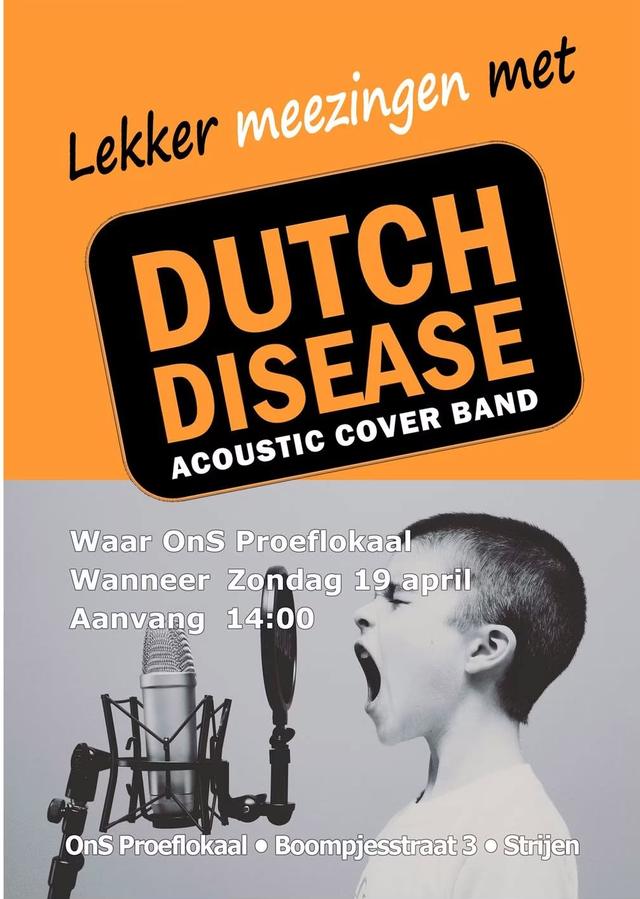 Lekker meezingen met
DUTCH
DISEASE
ACOUSTIC COVER BAND
Waar OnS Proeflokaal
Wanneer Zondag 19 april
Aanvang 14:00
OnS Proeflokaal • Boompjesstraat 3 • Strijen